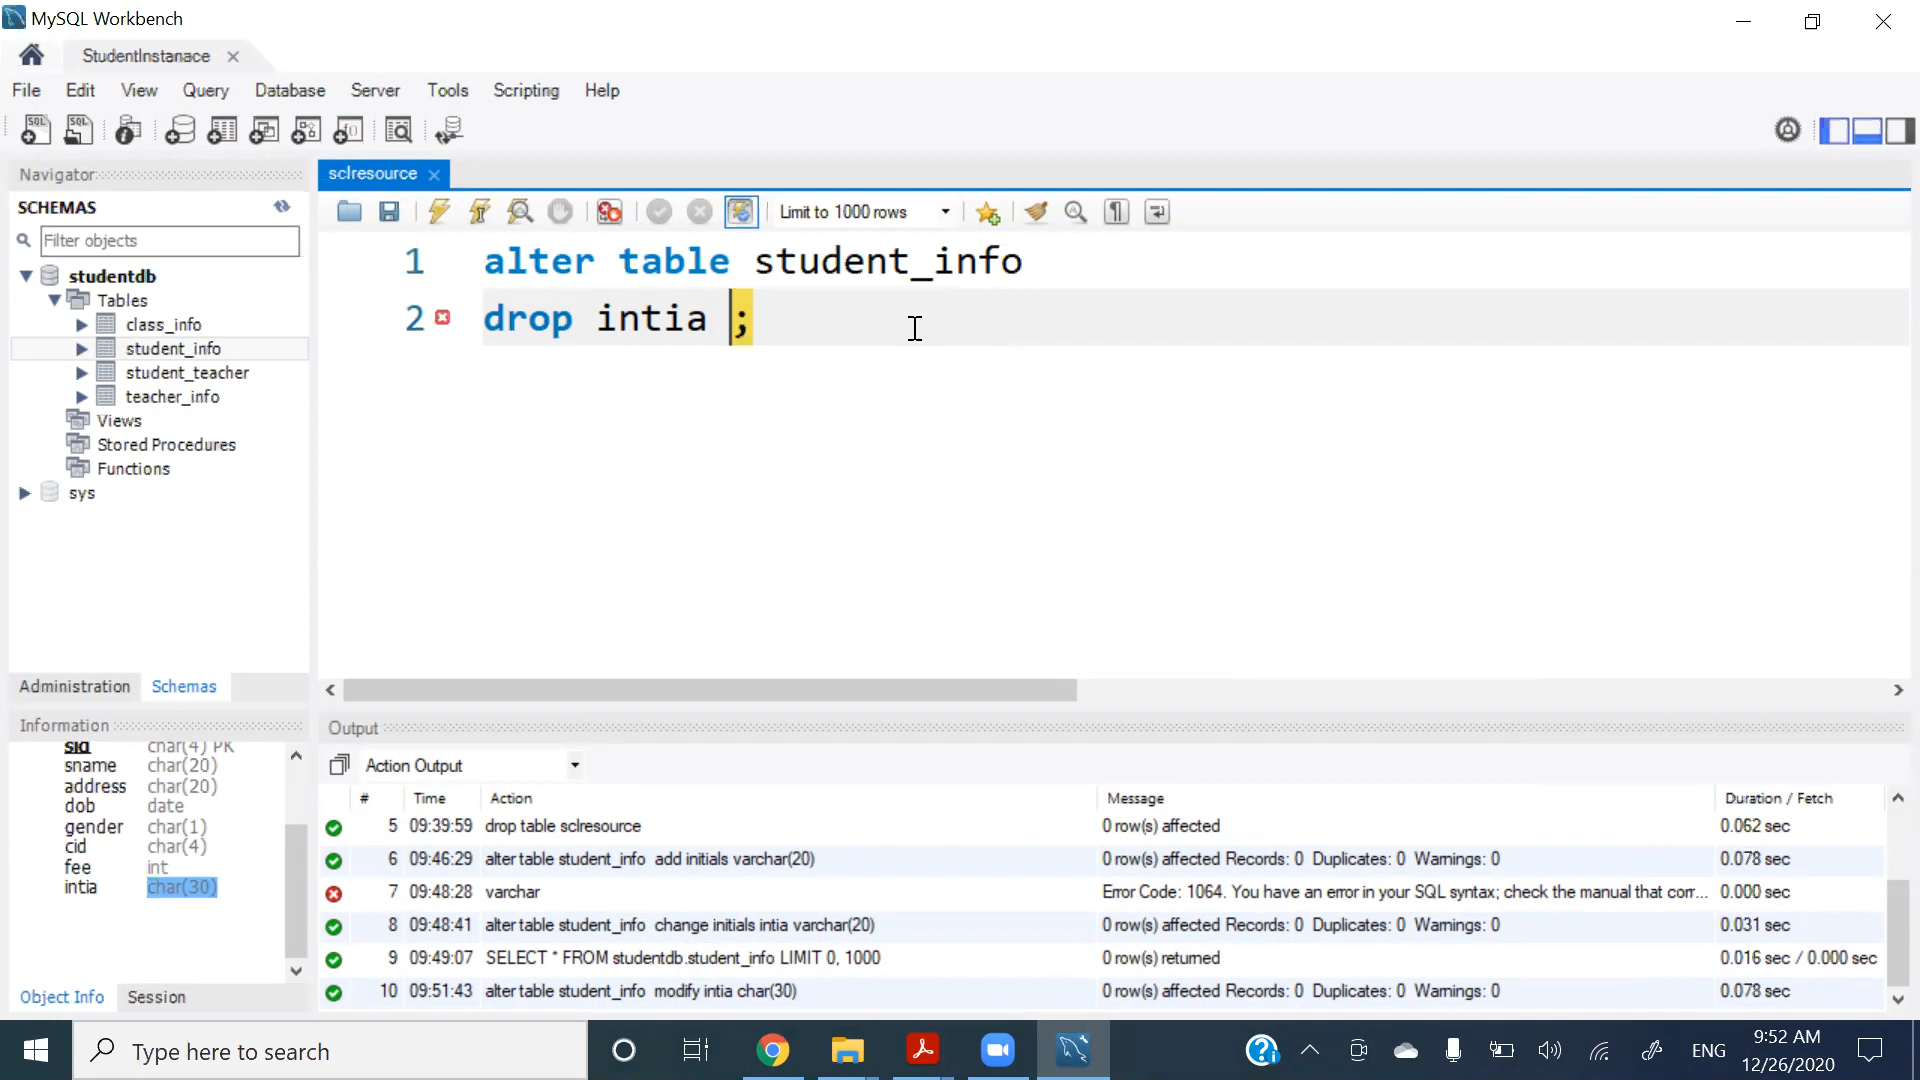 MySQL Workbench
StudentInstanace
File Edit View Query Database Server Tools Scripting Help
Navigator
sclresource
SCHEMAS
Limit to 1000 rows
Filter objects
1 alter table student_info
2 drop intia ;
studentdb
Tables
class_info
student_info
student_teacher
teacher_info
Views
Stored Procedures
Functions
sys
Administration Schemas
Information
sid char(4) PK
sname char(20)
address char(20)
dob date
gender char(1)
cid char(4)
fee int
intia char(30)
Object Info Session
Output
Action Output
# Time Action Message Duration / Fetch
5 09:39:59 drop table sclresource 0 row(s) affected 0.062 sec
6 09:46:29 alter table student_info add initials varchar(20) 0 row(s) affected Records: 0 Duplicates: 0 Warnings: 0 0.078 sec
7 09:48:28 varchar Error Code: 1064. You have an error in your SQL syntax; check the manual that corr... 0.000 sec
8 09:48:41 alter table student_info change initials intia varchar(20) 0 row(s) affected Records: 0 Duplicates: 0 Warnings: 0 0.031 sec
9 09:49:07 SELECT * FROM studentdb.student_info LIMIT 0, 1000 0 row(s) returned 0.016 sec / 0.000 sec
10 09:51:43 alter table student_info modify intia char(30) 0 row(s) affected Records: 0 Duplicates: 0 Warnings: 0 0.078 sec
Type here to search
ENG
9:52 AM
12/26/2020